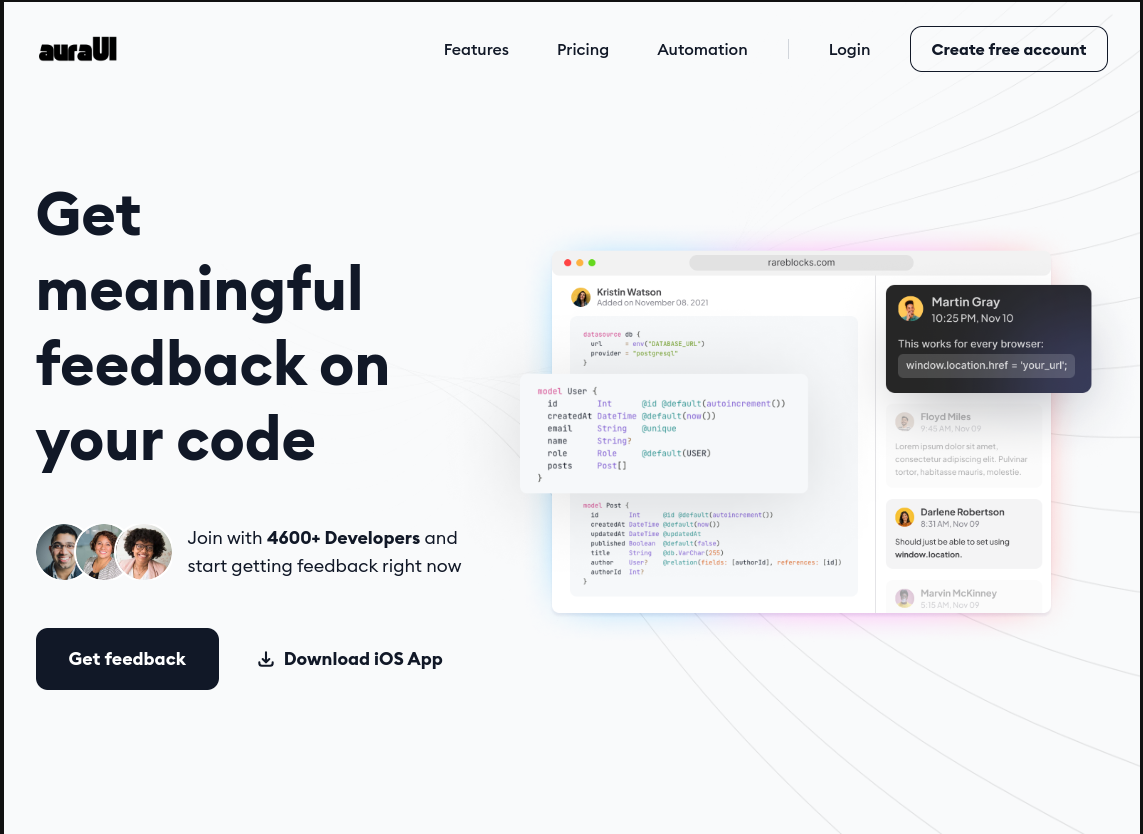 auraUI
Features Pricing Automation Login Create free account
Get
meaningful
feedback on
your code
Join with 4600+ Developers and
start getting feedback right now
Get feedback Download iOS App
rareblocks.com
Kristin Watson
Added on November 08, 2021
datasource db {
url = env("DATABASE_URL")
provider = "postgresql"
}
model User {
id Int @id @default(autoincrement())
createdAt DateTime @default(now())
email String @unique
name String?
role Role @default(USER)
posts Post[]
}
model Post {
id Int @id @default(autoincrement())
createdAt DateTime @default(now())
updatedAt DateTime @updatedAt
published Boolean @default(false)
title String @db.VarChar(255)
author User? @relation(fields: [authorId], references: [id])
authorId Int?
}
Martin Gray
10:25 PM, Nov 10
This works for every browser:
window.location.href = 'your_url';
Floyd Miles
9:45 AM, Nov 09
Lorem ipsum dolor sit amet,
consectetur adipiscing elit. Pulvinar
tortor, habitasse mauris, molestie.
Darlene Robertson
8:31 AM, Nov 09
Should just be able to set using
window.location.
Marvin McKinney
5:15 AM, Nov 09